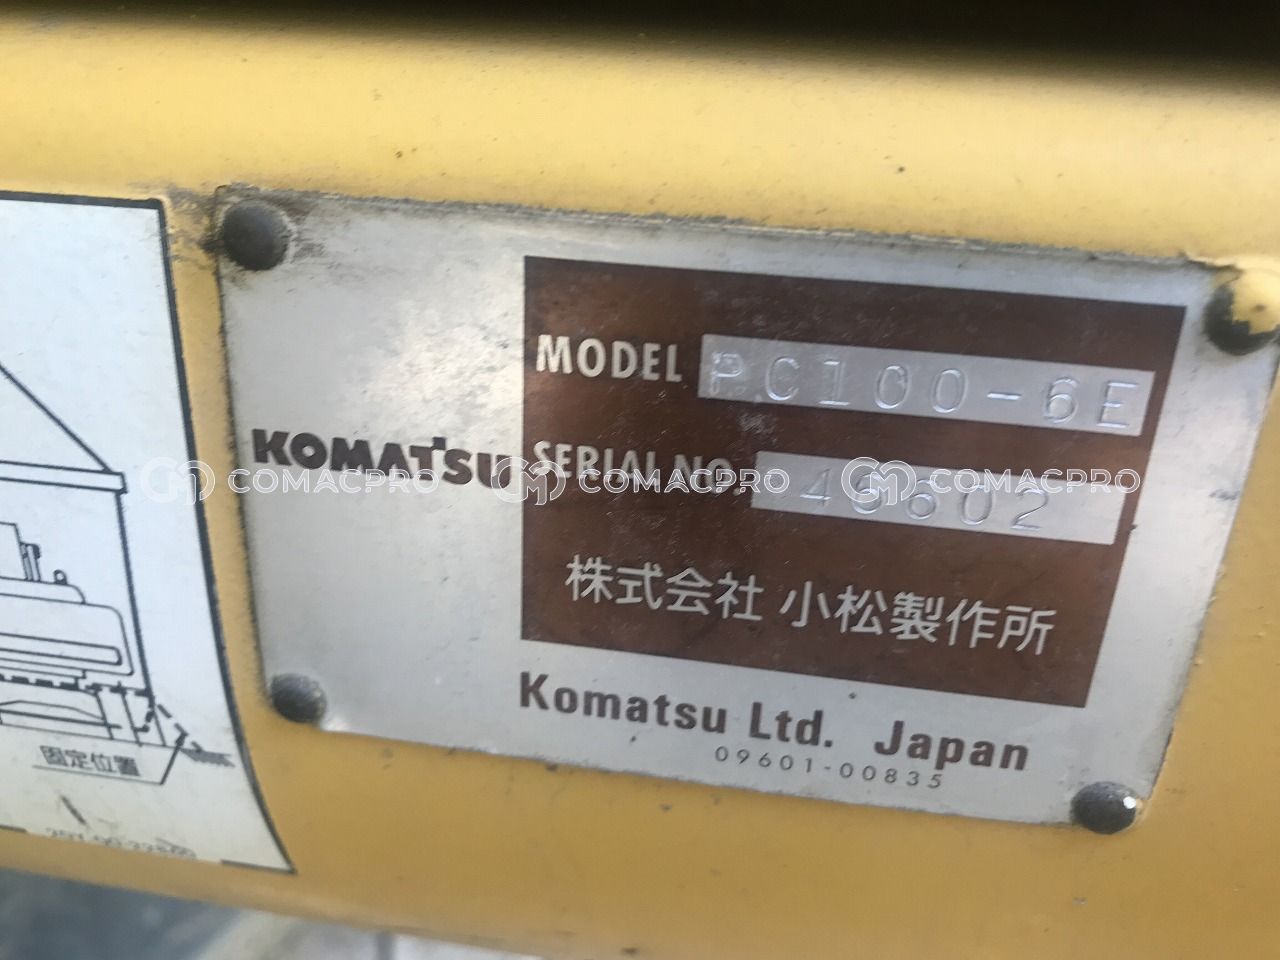 MODEL PC100-6E
KOMATSU
SERIAL NO.
COMACPRO COMACPRO COMACPRO
株式会社 小松製作所
Komatsu Ltd. Japan
09601-00835
固定位置